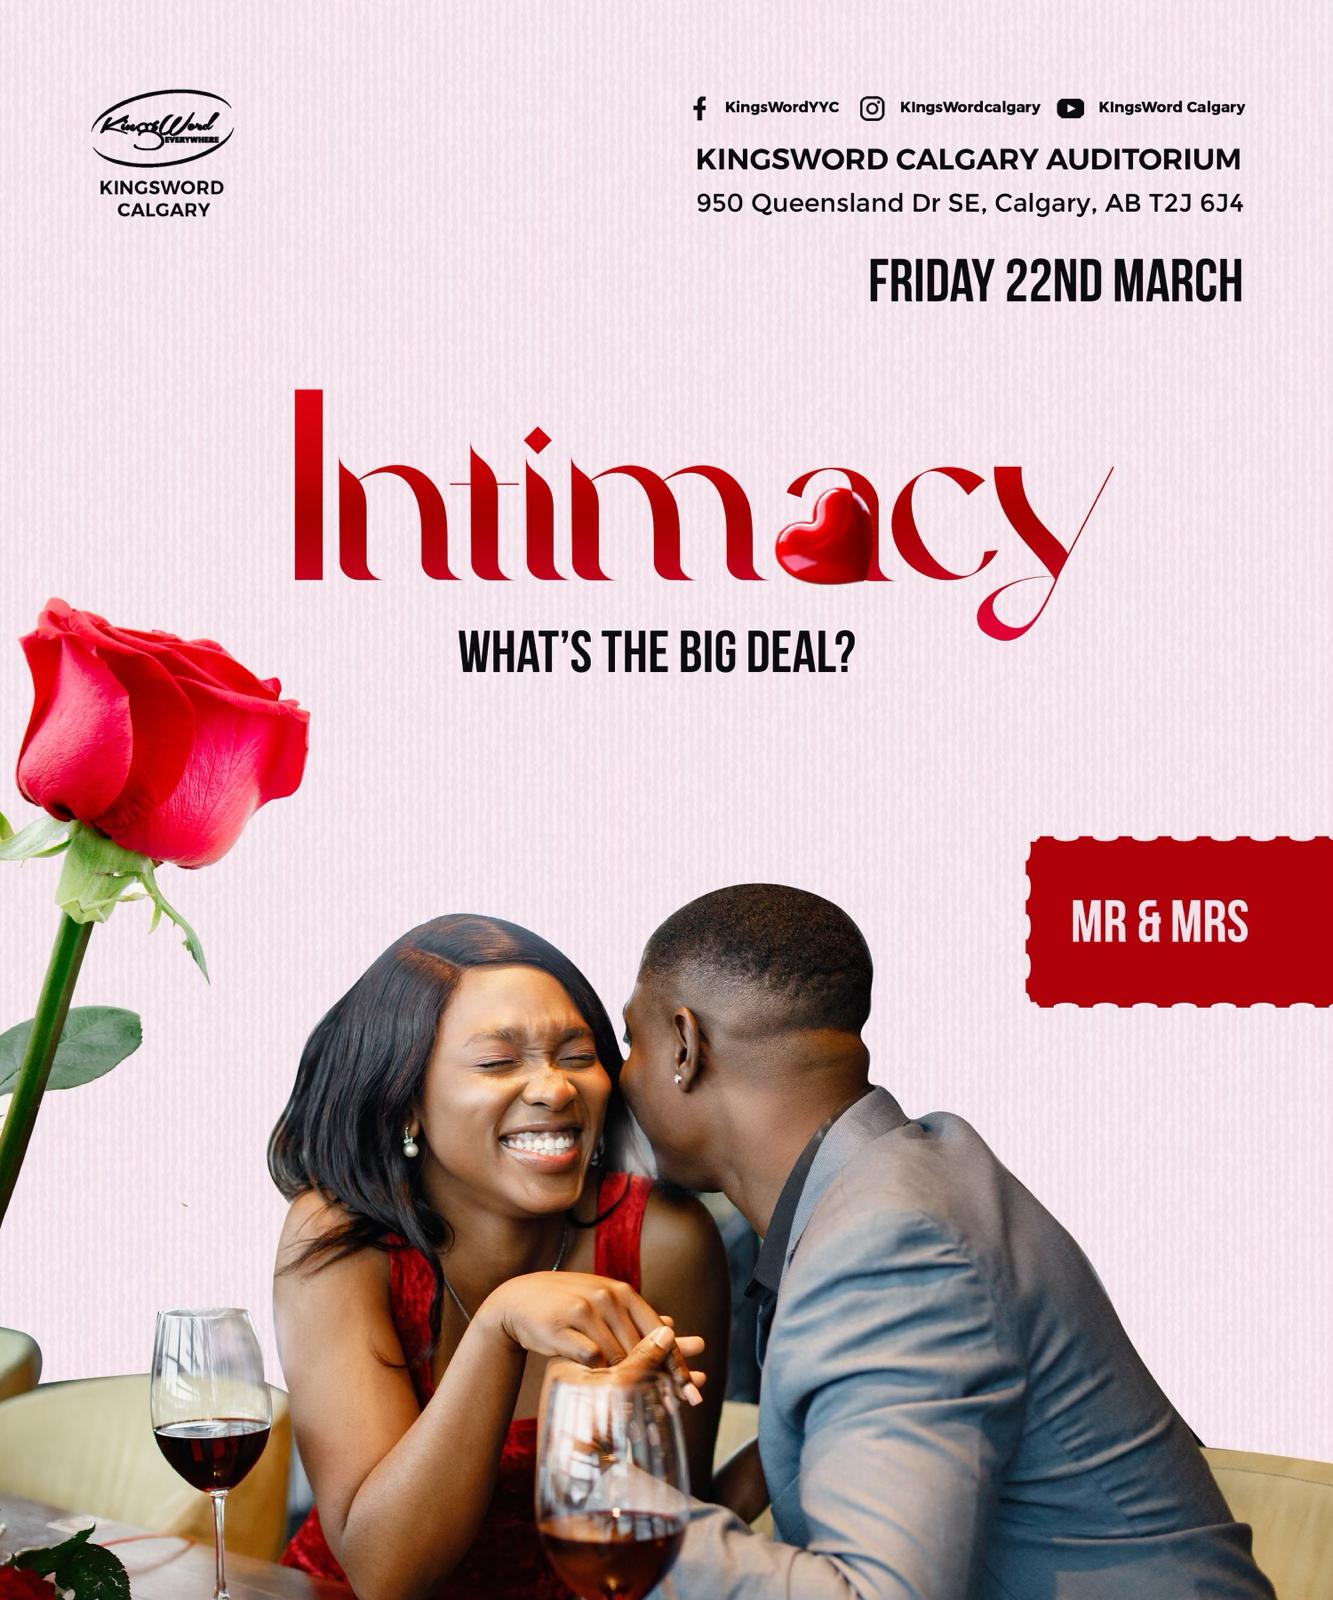 KingsWord
EVERYWHERE
KINGSWORD
CALGARY
KingsWordYYC KIngsWordcalgary KIngsWord Calgary
KINGSWORD CALGARY AUDITORIUM
950 Queensland Dr SE, Calgary, AB T2J 6J4
FRIDAY 22ND MARCH
Intimacy
WHAT’S THE BIG DEAL?
MR & MRS